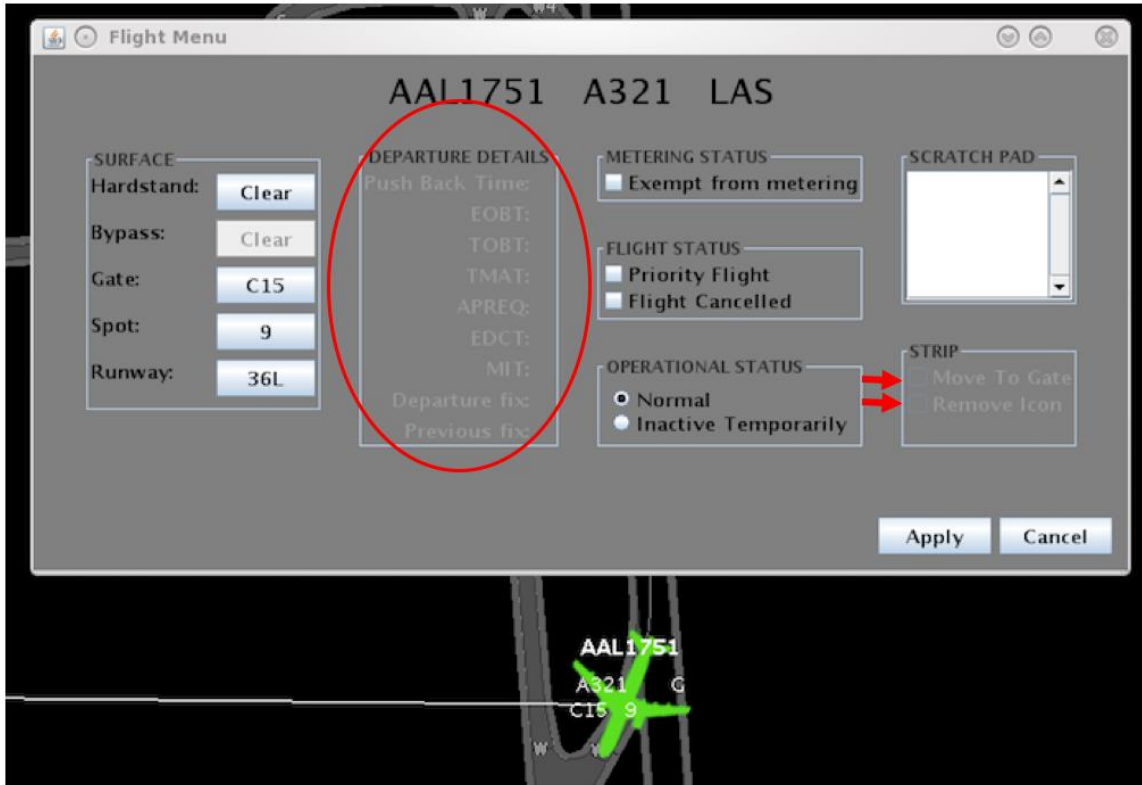 W W4
Flight Menu
AAL1751 A321 LAS
SURFACE
Hardstand: Clear
Bypass: Clear
Gate: C15
Spot: 9
Runway: 36L
DEPARTURE DETAILS
Push Back Time:
EOBT:
TOBT:
TMAT:
APREQ:
EDCT:
MIT:
Departure fix:
Previous fix:
METERING STATUS
Exempt from metering
FLIGHT STATUS
Priority Flight
Flight Cancelled
OPERATIONAL STATUS
Normal
Inactive Temporarily
SCRATCH PAD
STRIP
Move To Gate
Remove Icon
Apply Cancel
AAL1751
A321 G
C15 9
W W